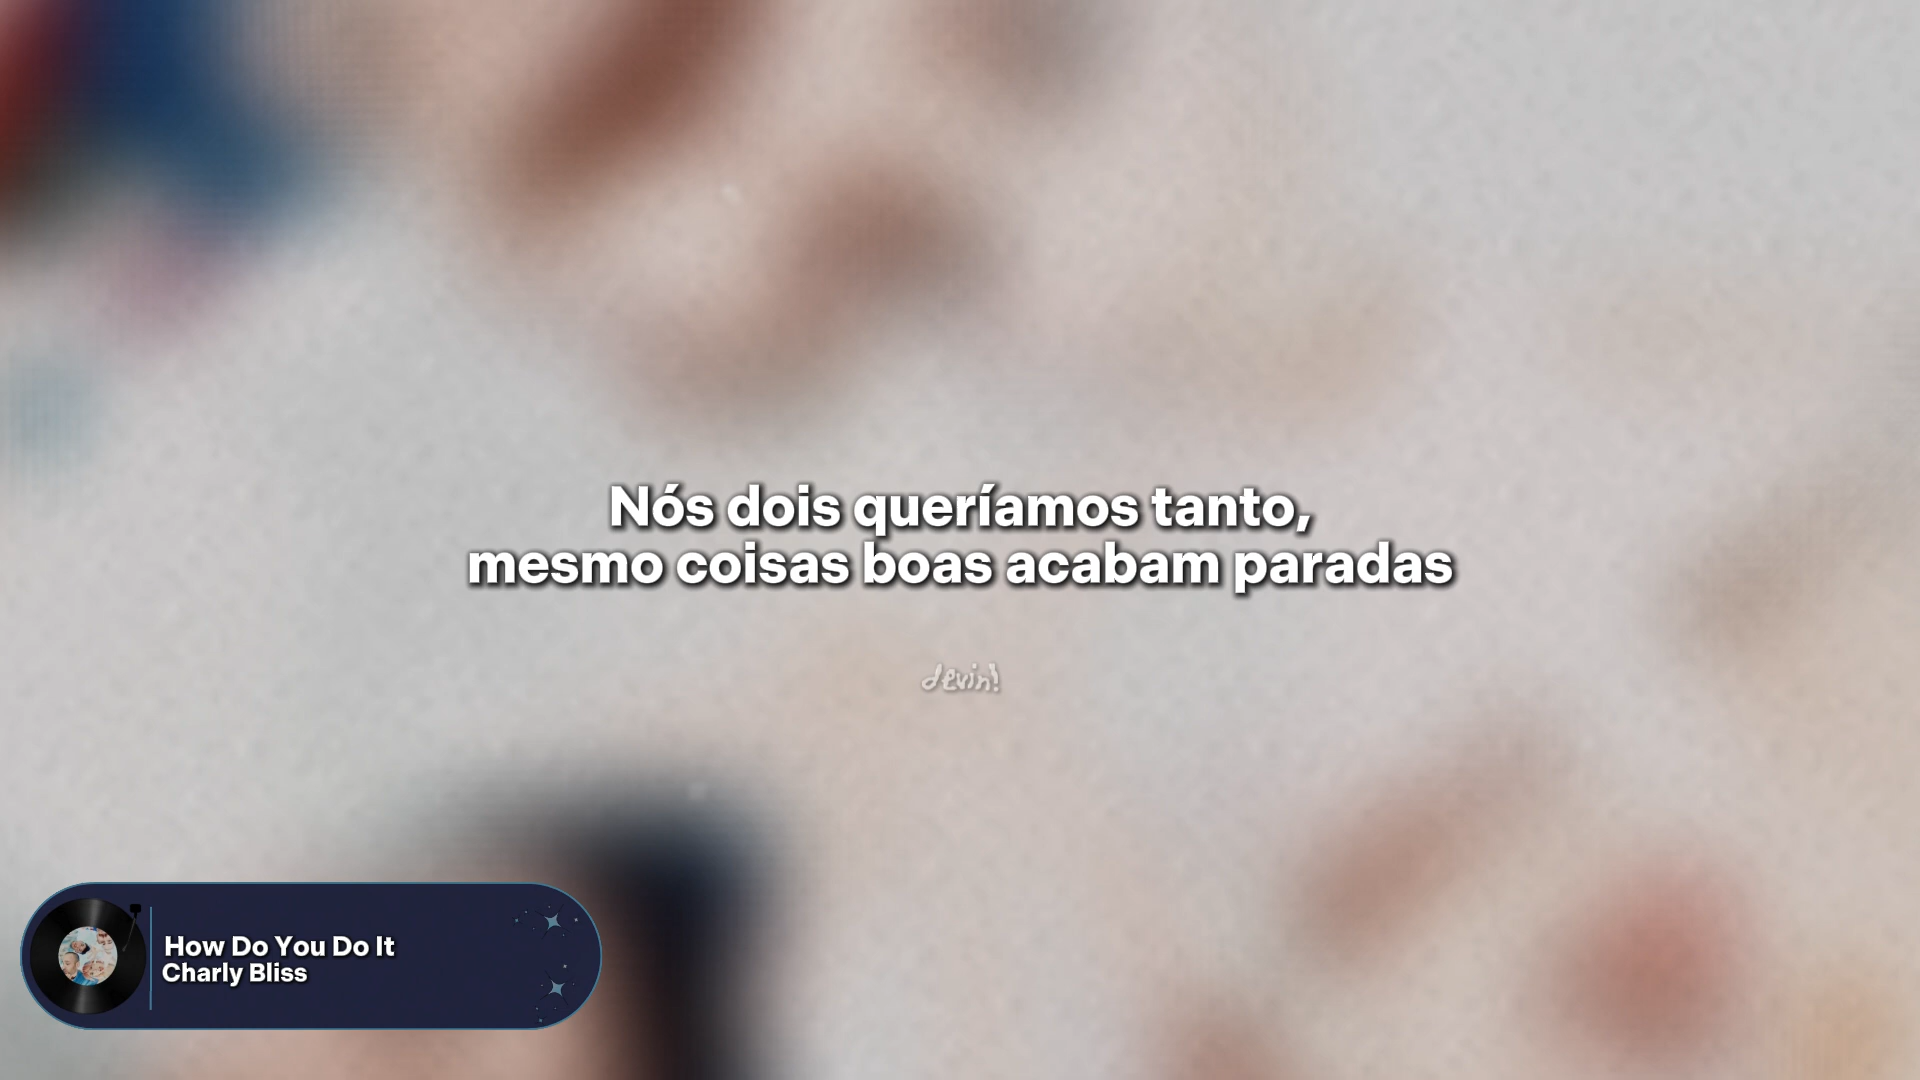 Nós dois queríamos tanto,
mesmo coisas boas acabam paradas
devin!
How Do You Do It
Charly Bliss